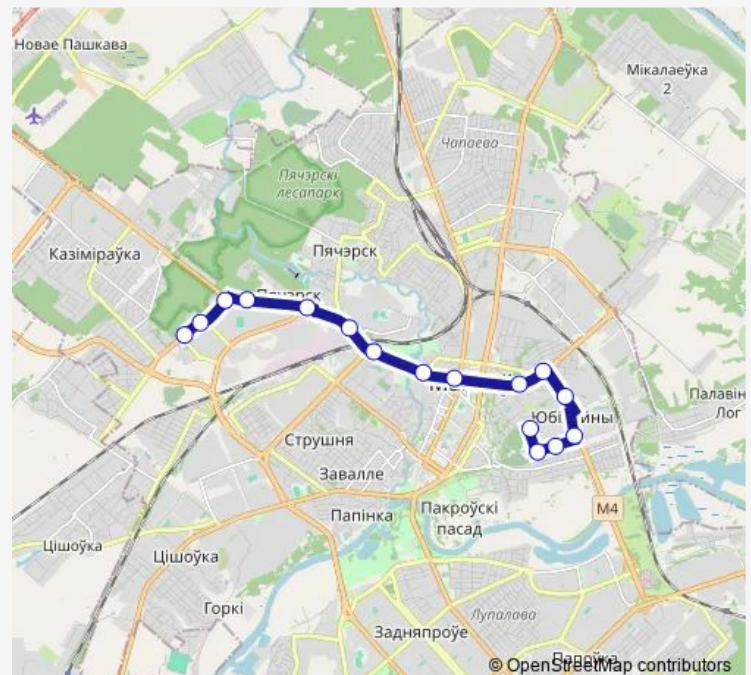 Новае Пашкава
Мікалаеўка
2
Чапаева
Пячэрскі
лесапарк
Казіміраўка
Пячэрск
Пячэрск
Палавін
Лог
Струшня
Завалле
Папінка
Пакроўскі
пасад
M4
Цішоўка
Цішоўка
Горкі
Лупалава
Задняпроўе
© OpenStreetMap contributors